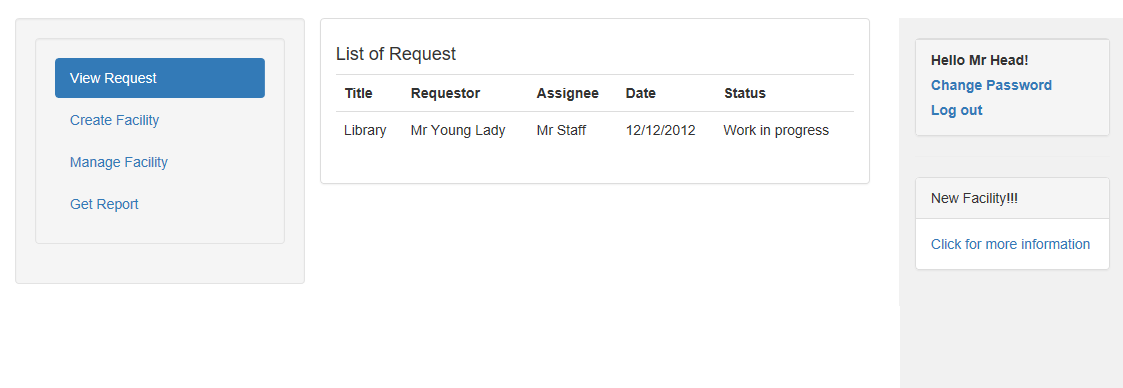 View Request
Create Facility
Manage Facility
Get Report
List of Request
Title Requestor Assignee Date Status
Library Mr Young Lady Mr Staff 12/12/2012 Work in progress
Hello Mr Head!
Change Password
Log out
New Facility!!!
Click for more information